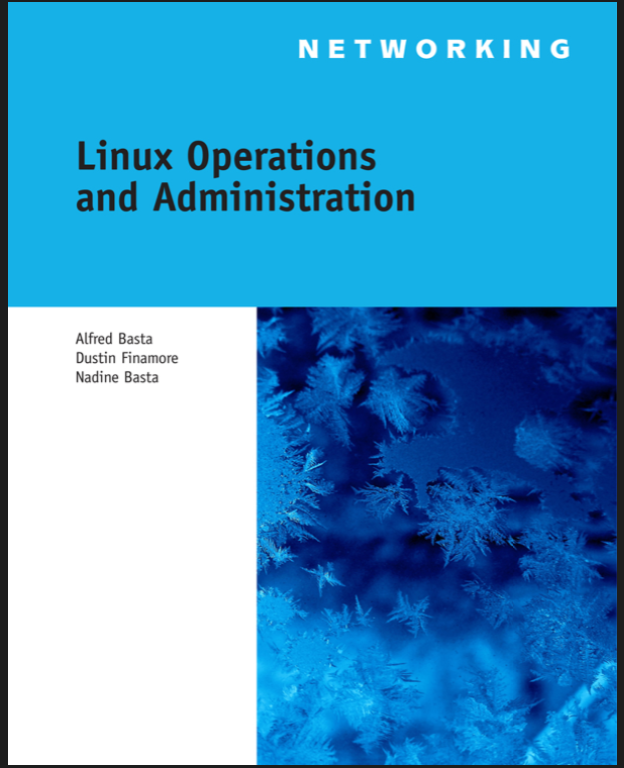 NETWORKING
Linux Operations
and Administration
Alfred Basta
Dustin Finamore
Nadine Basta